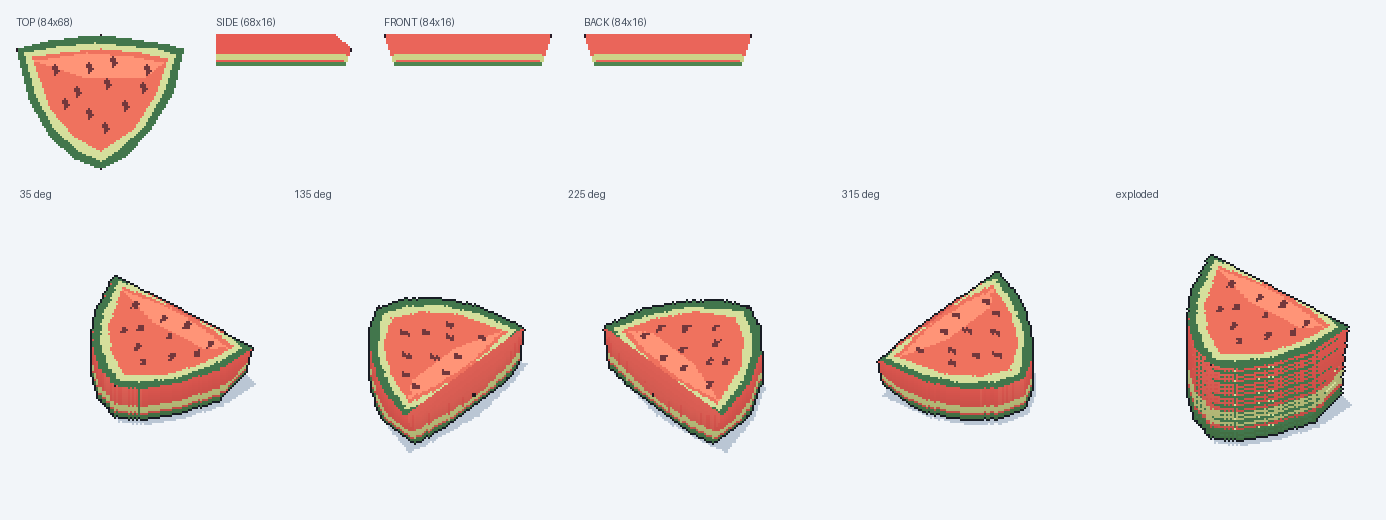 TOP (84x68)
SIDE (68x16)
FRONT (84x16)
BACK (84x16)
35 deg
135 deg
225 deg
315 deg
exploded